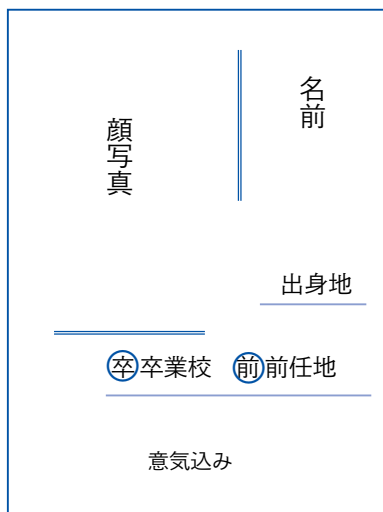 名前
顔写真
出身地
卒卒業校 前前任地
意気込み